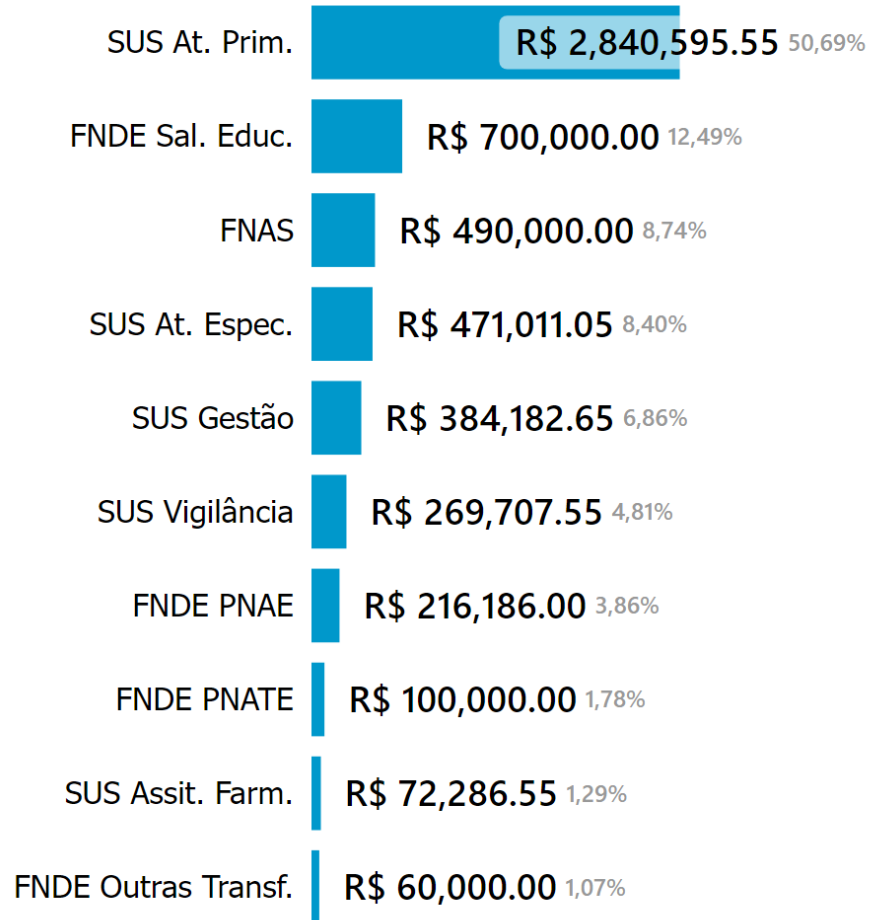 SUS At. Prim. R$ 2,840,595.55 50,69%
FNDE Sal. Educ. R$ 700,000.00 12,49%
FNAS R$ 490,000.00 8,74%
SUS At. Espec. R$ 471,011.05 8,40%
SUS Gestão R$ 384,182.65 6,86%
SUS Vigilância R$ 269,707.55 4,81%
FNDE PNAE R$ 216,186.00 3,86%
FNDE PNATE R$ 100,000.00 1,78%
SUS Assit. Farm. R$ 72,286.55 1,29%
FNDE Outras Transf. R$ 60,000.00 1,07%